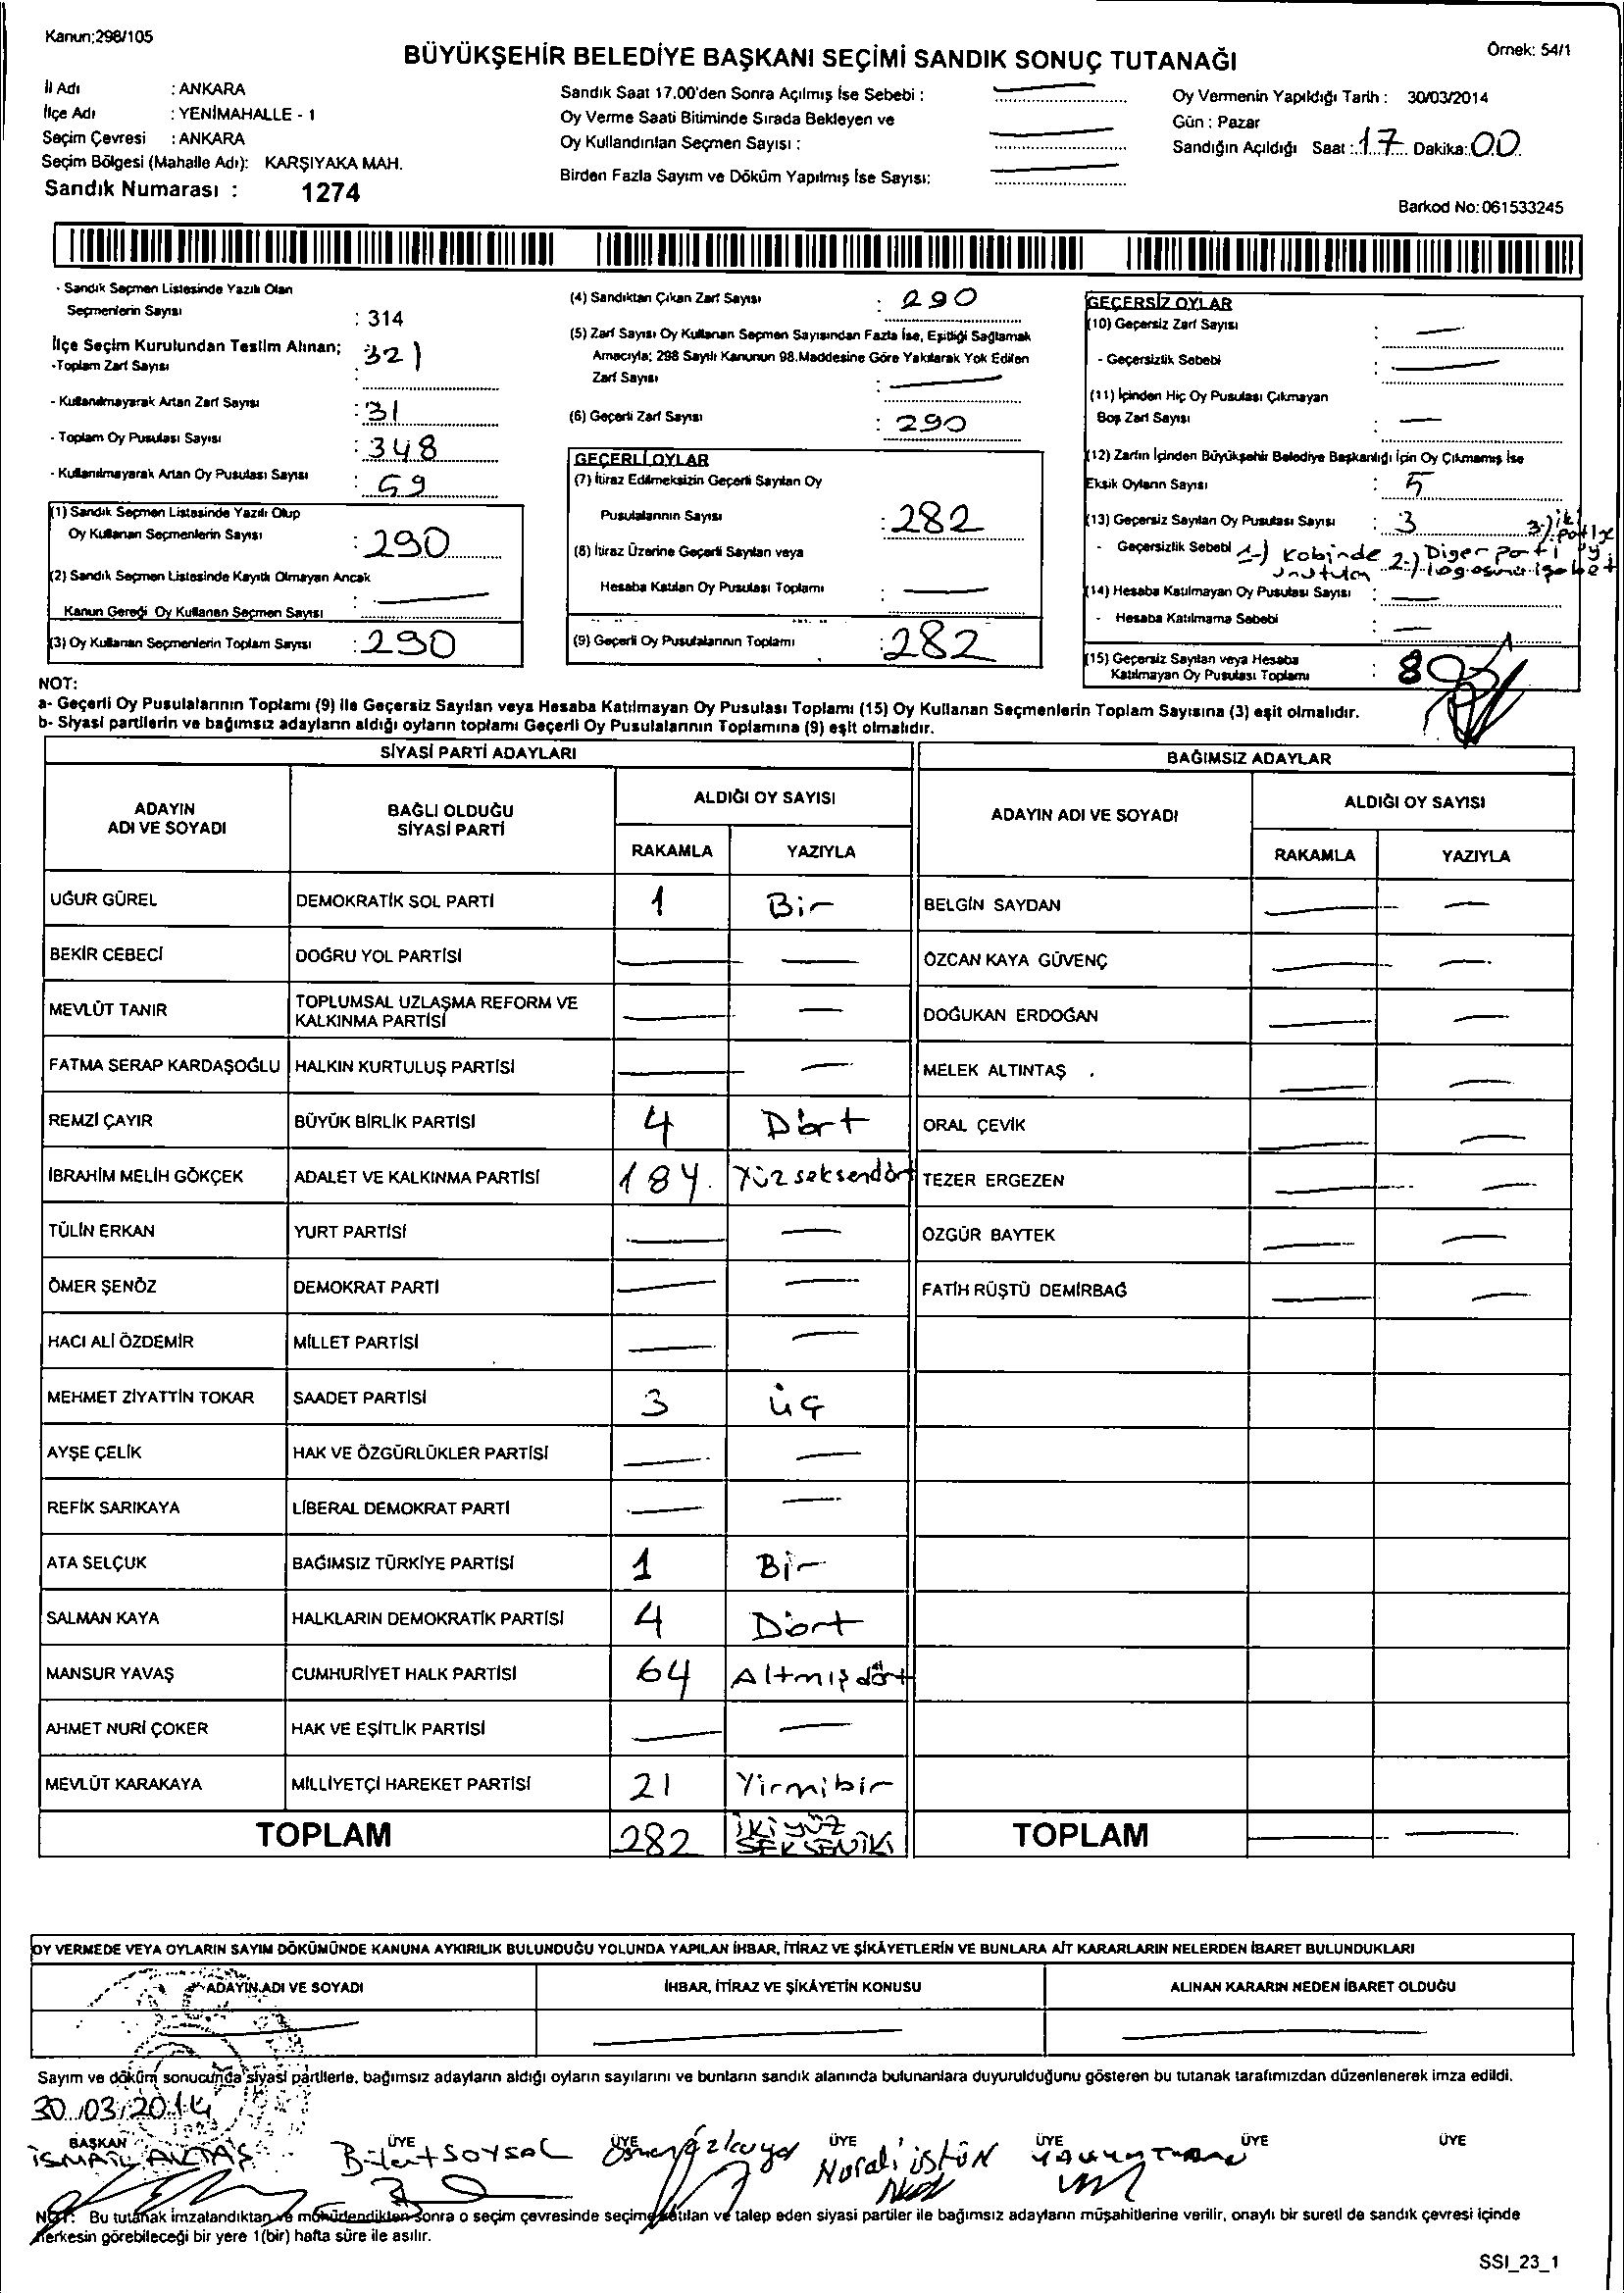 Kanun;298/105
Örnek: 54/1
BÜYÜKŞEHİR BELEDİYE BAŞKANI SEÇİMİ SANDIK SONUÇ TUTANAĞI
İl Adı : ANKARA
İlçe Adı : YENİMAHALLE - 1
Seçim Çevresi : ANKARA
Seçim Bölgesi (Mahalle Adı): KARŞIYAKA MAH.
Sandık Numarası : 1274
Sandık Saat 17.00'den Sonra Açılmış İse Sebebi :
Oy Verme Saati Bitiminde Sırada Bekleyen ve
Oy Kullandırılan Seçmen Sayısı :
Birden Fazla Sayım ve Döküm Yapılmış İse Sayısı:
Oy Vermenin Yapıldığı Tarih : 30/03/2014
Gün : Pazar
Sandığın Açıldığı Saat : 17 Dakika: 00
Barkod No: 061533245
- Sandık Seçmen Listesinde Yazılı Olan
Seçmenlerin Sayısı : 314
İlçe Seçim Kurulundan Teslim Alınan;
-Toplam Zarf Sayısı : 321
- Kullanılmayarak Artan Zarf Sayısı : 31
- Toplam Oy Pusulası Sayısı : 348
- Kullanılmayarak Artan Oy Pusulası Sayısı :
(1) Sandık Seçmen Listesinde Yazılı Olup
Oy Kullanan Seçmenlerin Sayısı : 290
(2) Sandık Seçmen Listesinde Kayıtlı Olmayan Ancak
Kanun Gereği Oy Kullanan Seçmen Sayısı :
(3) Oy Kullanan Seçmenlerin Toplam Sayısı : 290
(4) Sandıktan Çıkan Zarf Sayısı : 290
(5) Zarf Sayısı Oy Kullanan Seçmen Sayısından Fazla İse, Eşitliği Sağlamak
Amacıyla; 298 Sayılı Kanunun 98.Maddesine Göre Yakılarak Yok Edilen
Zarf Sayısı :
(6) Geçerli Zarf Sayısı : 290
GEÇERLİ OYLAR
(7) İtiraz Edilmeksizin Geçerli Sayılan Oy
Pusulalarının Sayısı : 282
(8) İtiraz Üzerine Geçerli Sayılan veya
Hesaba Katılan Oy Pusulası Toplamı :
(9) Geçerli Oy Pusulalarının Toplamı : 282
GEÇERSİZ OYLAR
(10) Geçersiz Zarf Sayısı :
- Geçersizlik Sebebi :
(11) İçinden Hiç Oy Pusulası Çıkmayan
Boş Zarf Sayısı :
(12) Zarfın İçinden Büyükşehir Belediye Başkanlığı İçin Oy Çıkmamış İse
Eksik Oyların Sayısı : 5
(13) Geçersiz Sayılan Oy Pusulası Sayısı : 3
- Geçersizlik Sebebi 1-) Kabinde unutulan 2-) Diger parti logosuna 3-) iki
(14) Hesaba Katılmayan Oy Pusulası Sayısı :
- Hesaba Katılmama Sebebi :
(15) Geçersiz Sayılan veya Hesaba
Katılmayan Oy Pusulası Toplamı : 8
NOT:
a- Geçerli Oy Pusulalarının Toplamı (9) ile Geçersiz Sayılan veya Hesaba Katılmayan Oy Pusulası Toplamı (15) Oy Kullanan Seçmenlerin Toplam Sayısına (3) eşit olmalıdır.
b- Siyasi partilerin ve bağımsız adayların aldığı oyların toplamı Geçerli Oy Pusulalarının Toplamına (9) eşit olmalıdır.
SİYASİ PARTİ ADAYLARI
ADAYIN ADI VE SOYADI
BAĞLI OLDUĞU SİYASİ PARTİ
ALDIĞI OY SAYISI
RAKAMLA YAZIYLA
UĞUR GÜREL DEMOKRATİK SOL PARTİ 1 Bir
BEKİR CEBECİ DOĞRU YOL PARTİSİ
MEVLÜT TANIR TOPLUMSAL UZLAŞMA REFORM VE KALKINMA PARTİSİ
FATMA SERAP KARDAŞOĞLU HALKIN KURTULUŞ PARTİSİ
REMZİ ÇAYIR BÜYÜK BİRLİK PARTİSİ 4 Dört
İBRAHİM MELİH GÖKÇEK ADALET VE KALKINMA PARTİSİ 184 Yüzseksendört
TÜLİN ERKAN YURT PARTİSİ
ÖMER ŞENÖZ DEMOKRAT PARTİ
HACI ALİ ÖZDEMİR MİLLET PARTİSİ
MEHMET ZİYATTİN TOKAR SAADET PARTİSİ 3 üç
AYŞE ÇELİK HAK VE ÖZGÜRLÜKLER PARTİSİ
REFİK SARIKAYA LİBERAL DEMOKRAT PARTİ
ATA SELÇUK BAĞIMSIZ TÜRKİYE PARTİSİ 1 Bir
SALMAN KAYA HALKLARIN DEMOKRATİK PARTİSİ 4 Dört
MANSUR YAVAŞ CUMHURİYET HALK PARTİSİ 64 Altmışdört
AHMET NURİ ÇOKER HAK VE EŞİTLİK PARTİSİ
MEVLÜT KARAKAYA MİLLİYETÇİ HAREKET PARTİSİ 21 Yirmibir
TOPLAM 282 İKİYÜZ SEKSENİKİ
BAĞIMSIZ ADAYLAR
ADAYIN ADI VE SOYADI
ALDIĞI OY SAYISI
RAKAMLA YAZIYLA
BELGİN SAYDAN
ÖZCAN KAYA GÜVENÇ
DOĞUKAN ERDOĞAN
MELEK ALTINTAŞ
ORAL ÇEVİK
TEZER ERGEZEN
ÖZGÜR BAYTEK
FATİH RÜŞTÜ DEMİRBAĞ
TOPLAM
OY VERMEDE VEYA OYLARIN SAYIM DÖKÜMÜNDE KANUNA AYKIRILIK BULUNDUĞU YOLUNDA YAPILAN İHBAR, İTİRAZ VE ŞİKÂYETLERİN VE BUNLARA AİT KARARLARIN NELERDEN İBARET BULUNDUKLARI
ADAYIN ADI VE SOYADI
İHBAR, İTİRAZ VE ŞİKÂYETİN KONUSU
ALINAN KARARIN NEDEN İBARET OLDUĞU
Sayım ve döküm sonucunda siyasi partilerle, bağımsız adayların aldığı oyların sayılarını ve bunların sandık alanında bulunanlara duyurulduğunu gösteren bu tutanak tarafımızdan düzenlenerek imza edildi.
30/03/2014
BAŞKAN ÜYE ÜYE ÜYE ÜYE ÜYE ÜYE
İSMAİL Bülent SOYSAL Nurali ÜSTÜN
NOT: Bu tutanak imzalandıktan ve mühürlendikten sonra o seçim çevresinde seçime katılan ve talep eden siyasi partiler ile bağımsız adayların müşahitlerine verilir, onaylı bir sureti de sandık çevresi içinde
herkesin görebileceği bir yere 1(bir) hafta süre ile asılır.
SSI_23_1